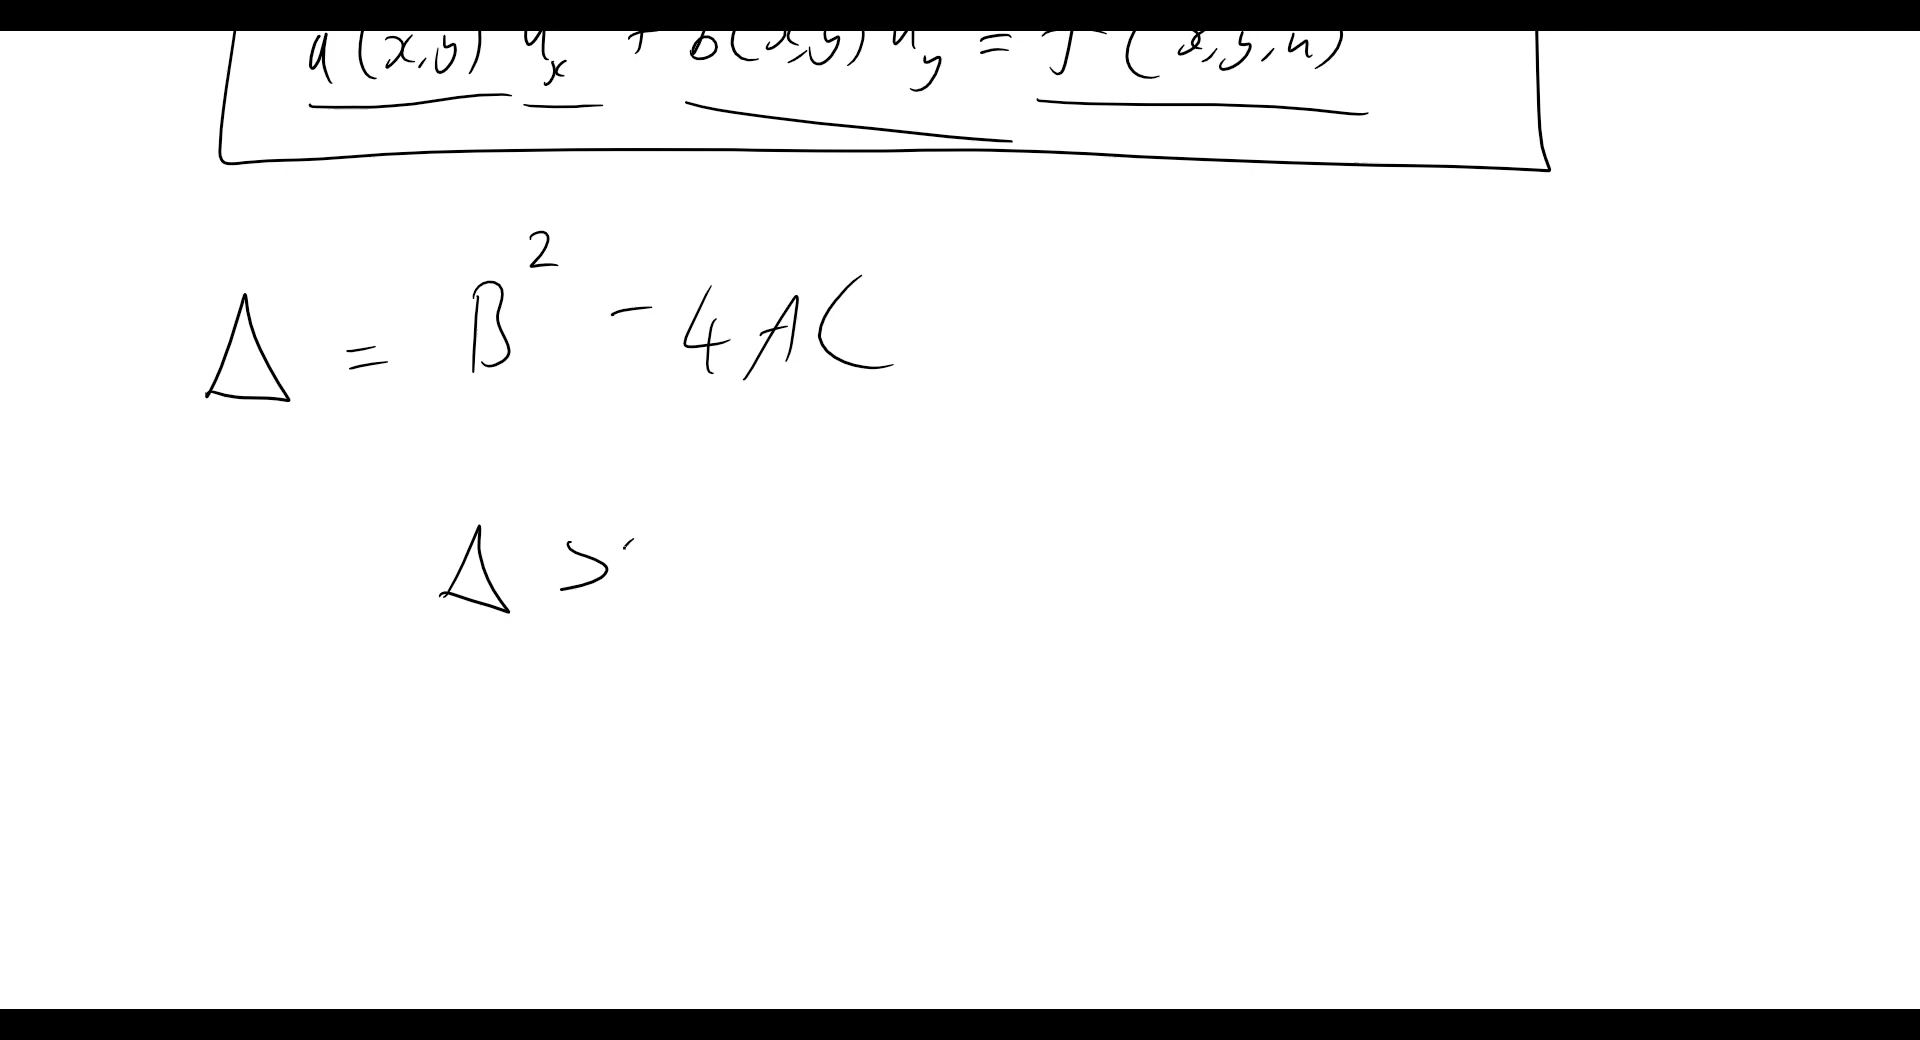 a(x,y) u_x + b(x,y) u_y = f(x,y,u)
Δ = B² - 4AC
Δ >